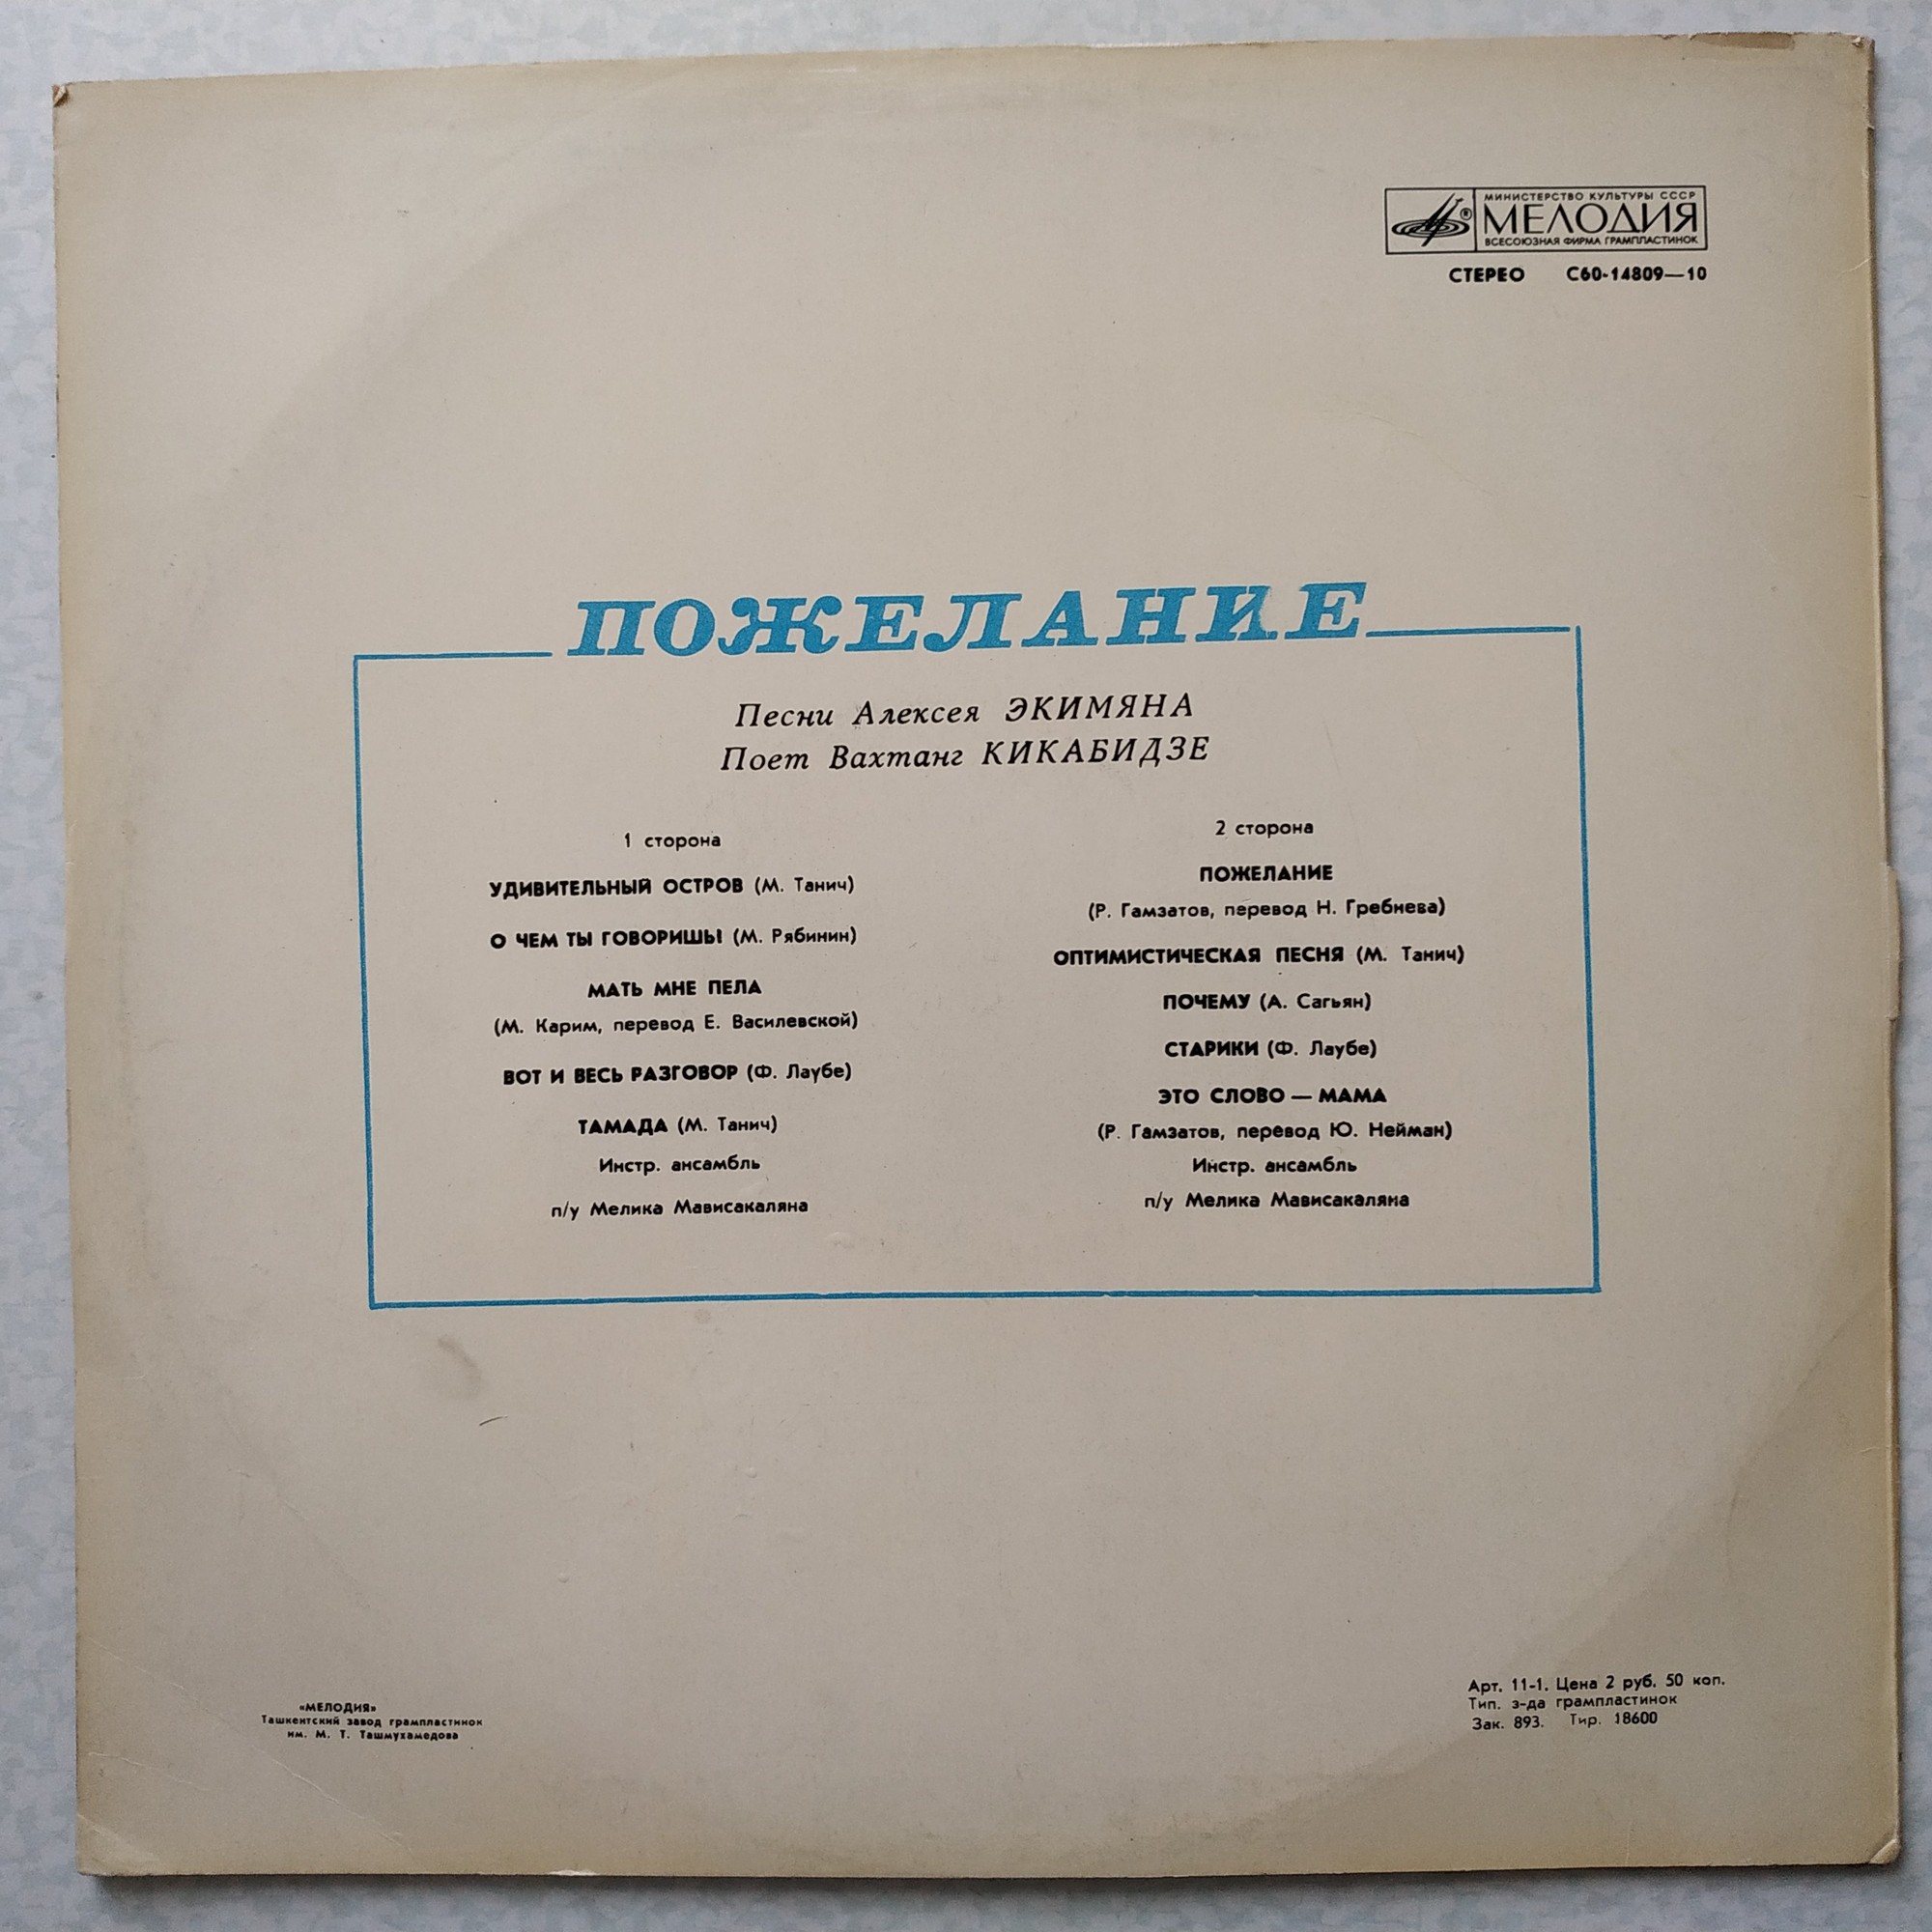 МИНИСТЕРСТВО КУЛЬТУРЫ СССР
МЕЛОДИЯ
ВСЕСОЮЗНАЯ ФИРМА ГРАМПЛАСТИНОК
СТЕРЕО С60-14809—10
ПОЖЕЛАНИЕ
Песни Алексея ЭКИМЯНА
Поет Вахтанг КИКАБИДЗЕ
1 сторона
УДИВИТЕЛЬНЫЙ ОСТРОВ (М. Танич)
О ЧЕМ ТЫ ГОВОРИШЬ! (М. Рябинин)
МАТЬ МНЕ ПЕЛА
(М. Карим, перевод Е. Василевской)
ВОТ И ВЕСЬ РАЗГОВОР (Ф. Лаубе)
ТАМАДА (М. Танич)
Инстр. ансамбль
п/у Мелика Мависакаляна
2 сторона
ПОЖЕЛАНИЕ
(Р. Гамзатов, перевод Н. Гребнева)
ОПТИМИСТИЧЕСКАЯ ПЕСНЯ (М. Танич)
ПОЧЕМУ (А. Сагьян)
СТАРИКИ (Ф. Лаубе)
ЭТО СЛОВО — МАМА
(Р. Гамзатов, перевод Ю. Нейман)
Инстр. ансамбль
п/у Мелика Мависакаляна
«МЕЛОДИЯ»
Ташкентский завод грампластинок
им. М. Т. Ташмухамедова
Арт. 11-1. Цена 2 руб. 50 коп.
Тип. з-да грампластинок
Зак. 893. Тир. 18600